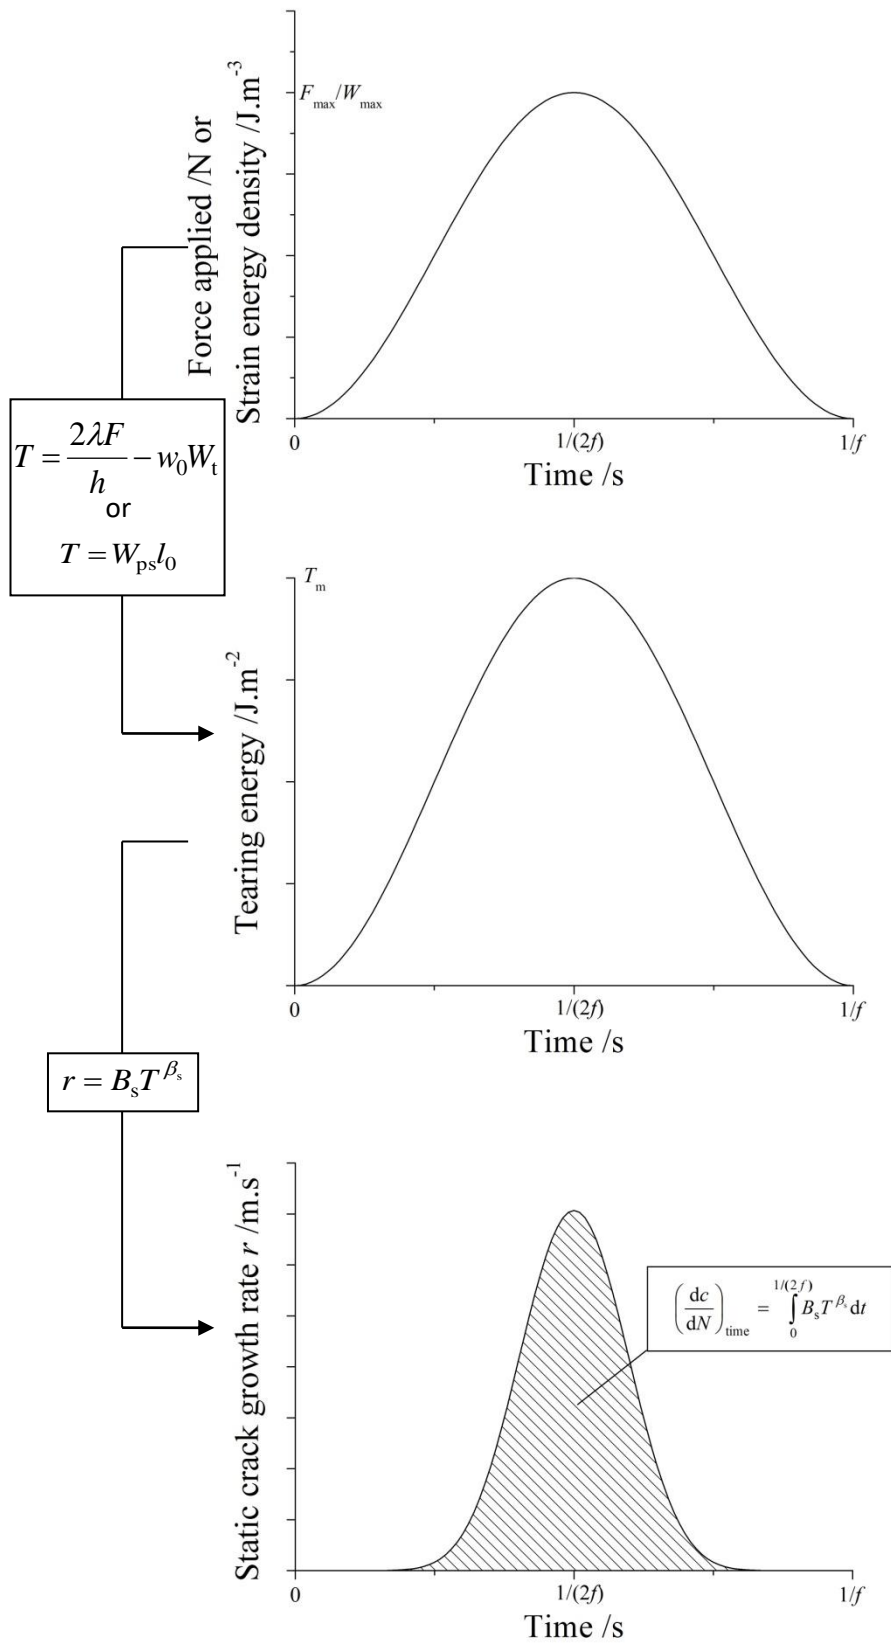 Force applied /N or
Strain energy density /J.m-3
Fmax/Wmax
0
1/(2f)
1/f
Time /s
T = 2λF/h − w0Wt
or
T = Wpsl0
Tearing energy /J.m-2
Tm
0
1/(2f)
1/f
Time /s
r = BsT^βs
Static crack growth rate r /m.s-1
(dc/dN)time = ∫0^1/(2f) BsT^βs dt
0
1/(2f)
1/f
Time /s